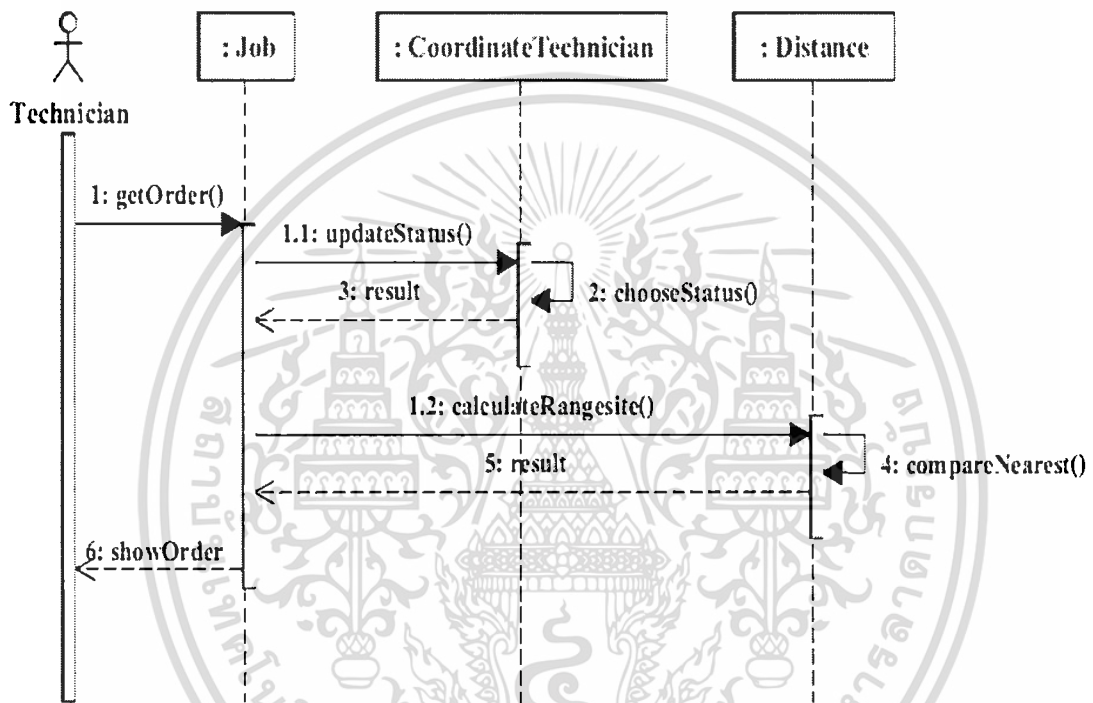 : Job
: CoordinateTechnician
: Distance
Technician
1: getOrder()
1.1: updateStatus()
3: result
2: chooseStatus()
1.2: calculateRangesite()
5: result
4: compareNearest()
6: showOrder